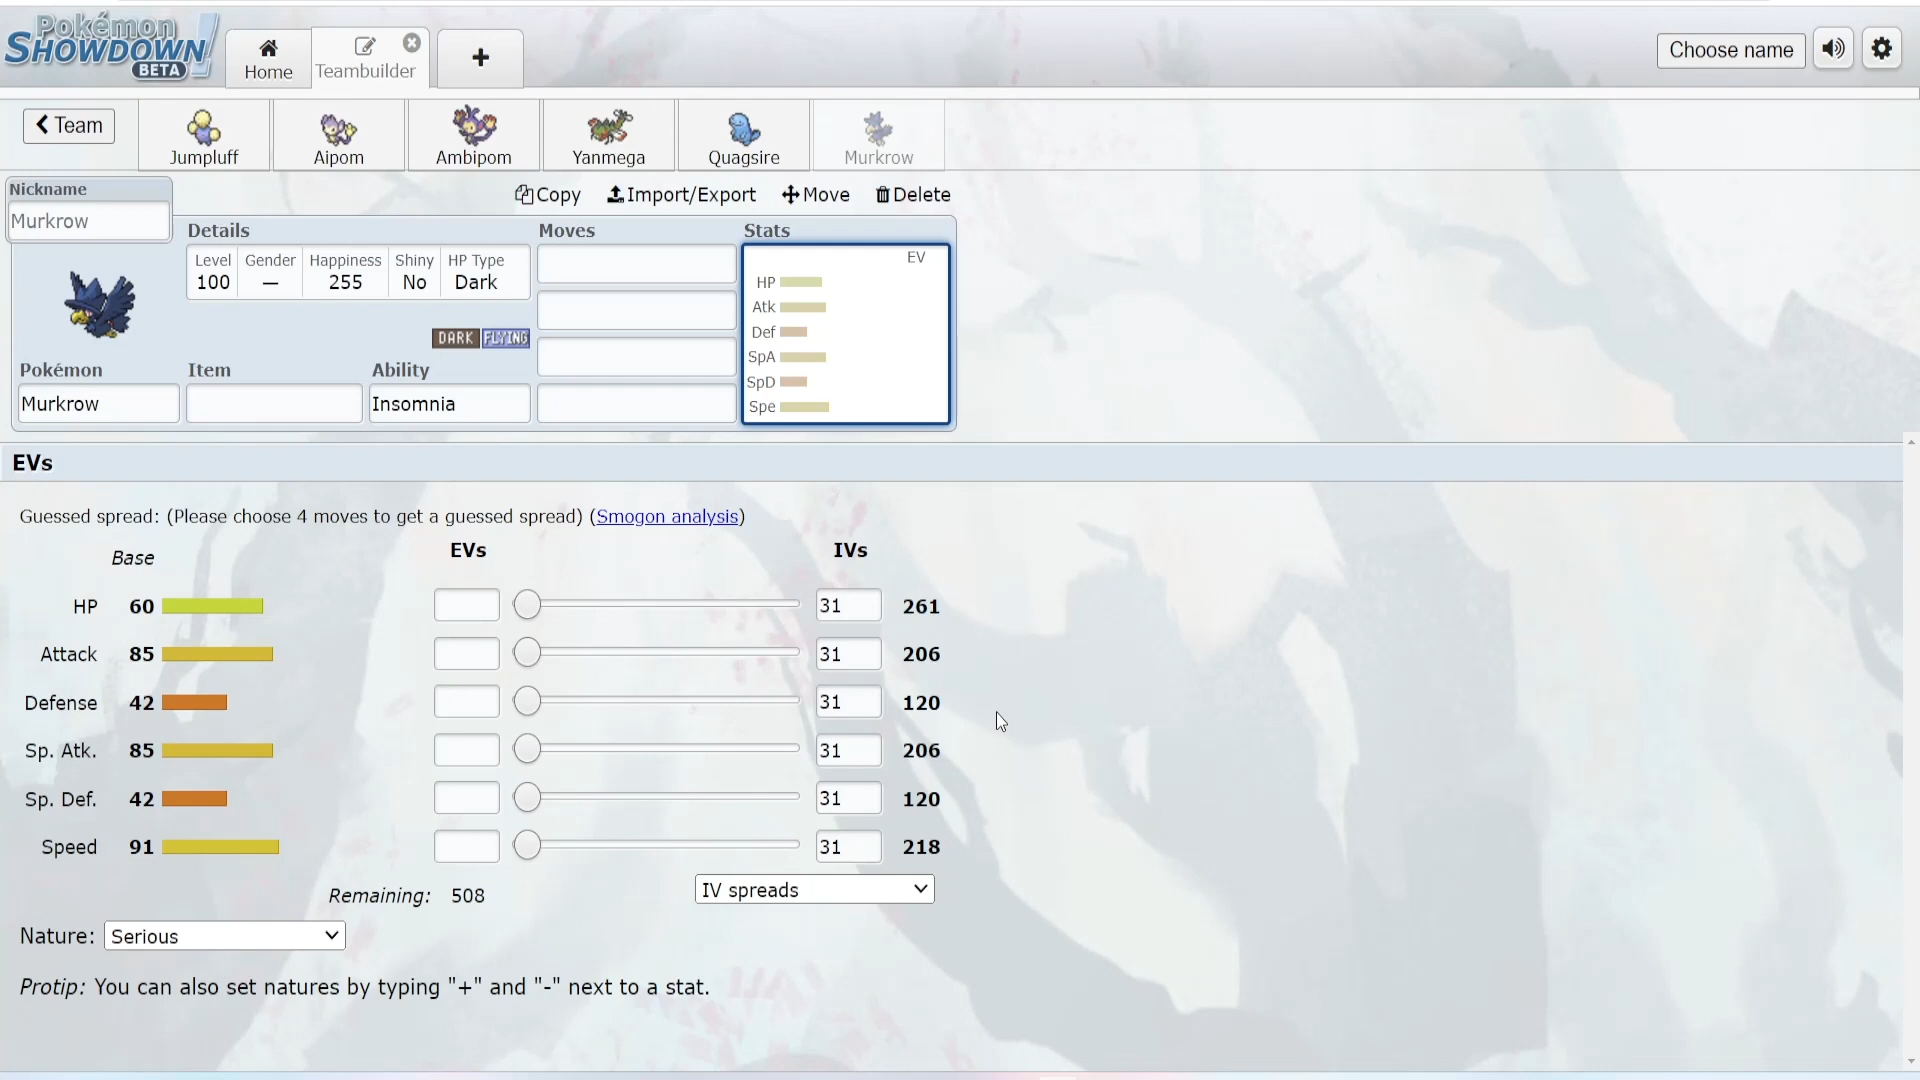 Pokémon
SHOWDOWN!
BETA
Home
Teambuilder
+
Choose name
Team
Jumpluff
Aipom
Ambipom
Yanmega
Quagsire
Murkrow
Nickname
Murkrow
Copy
Import/Export
Move
Delete
Details
Moves
Stats
Level
Gender
Happiness
Shiny
HP Type
100
—
255
No
Dark
EV
HP
Atk
Def
SpA
SpD
Spe
DARK
FLYING
Pokémon
Item
Ability
Murkrow
Insomnia
EVs
Guessed spread: (Please choose 4 moves to get a guessed spread) (Smogon analysis)
Base
EVs
IVs
HP 60 31 261
Attack 85 31 206
Defense 42 31 120
Sp. Atk. 85 31 206
Sp. Def. 42 31 120
Speed 91 31 218
Remaining: 508
IV spreads
Nature: Serious
Protip: You can also set natures by typing "+" and "-" next to a stat.